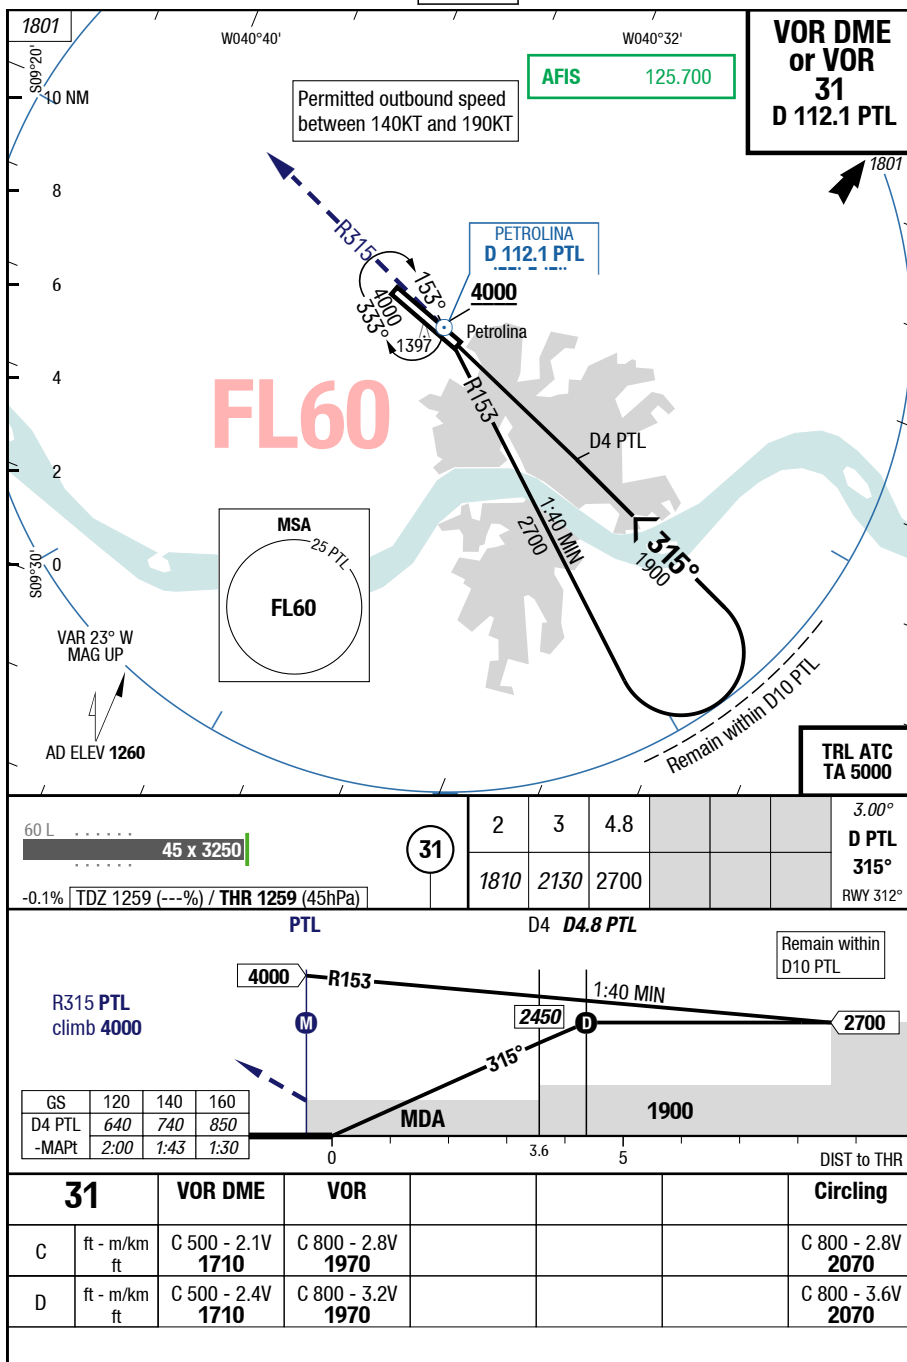 1801
W040°40'
W040°32'
VOR DME
or VOR
31
D 112.1 PTL
S09°20'
10 NM
AFIS 125.700
Permitted outbound speed
between 140KT and 190KT
1801
8
R315
PETROLINA
D 112.1 PTL
6
153°
4000
4000
333°
1397
Petrolina
FL60
4
R153
D4 PTL
2
1:40 MIN
2700
MSA
25 PTL
FL60
315°
1900
S09°30'
0
VAR 23° W
MAG UP
Remain within D10 PTL
AD ELEV 1260
TRL ATC
TA 5000
60 L
45 x 3250
31
-0.1% TDZ 1259 (---%) / THR 1259 (45hPa)
2 3 4.8
1810 2130 2700
3.00°
D PTL
315°
RWY 312°
PTL D4 D4.8 PTL
Remain within
D10 PTL
4000 R153
1:40 MIN
R315 PTL
climb 4000
M
2450
D
2700
315°
MDA
1900
GS 120 140 160
D4 PTL 640 740 850
-MAPt 2:00 1:43 1:30
0 3.6 5 DIST to THR
31 VOR DME VOR Circling
C ft - m/km C 500 - 2.1V C 800 - 2.8V C 800 - 2.8V
ft 1710 1970 2070
D ft - m/km C 500 - 2.4V C 800 - 3.2V C 800 - 3.6V
ft 1710 1970 2070